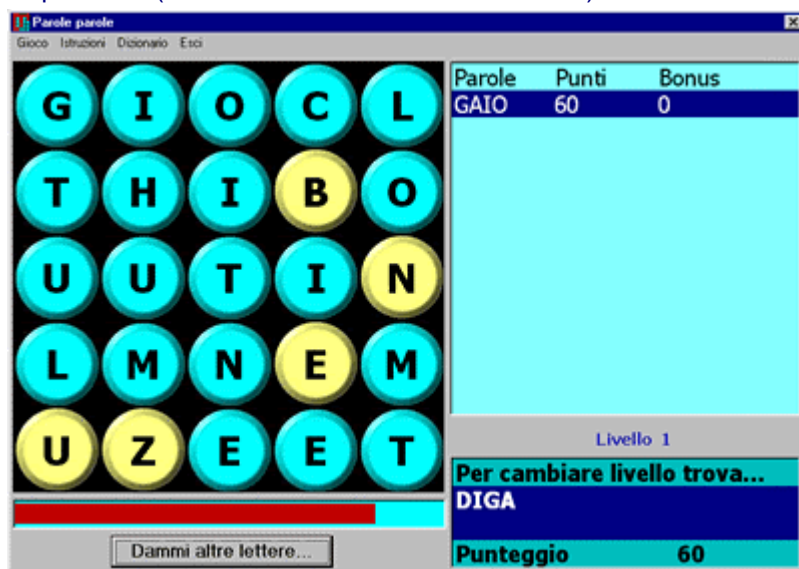 Parole parole
Gioco Istruzioni Dizionario Esci
G I O C L
T H I B O
U U T I N
L M N E M
U Z E E T
Dammi altre lettere...
Parole Punti Bonus
GAIO 60 0
Livello 1
Per cambiare livello trova...
DIGA
Punteggio 60